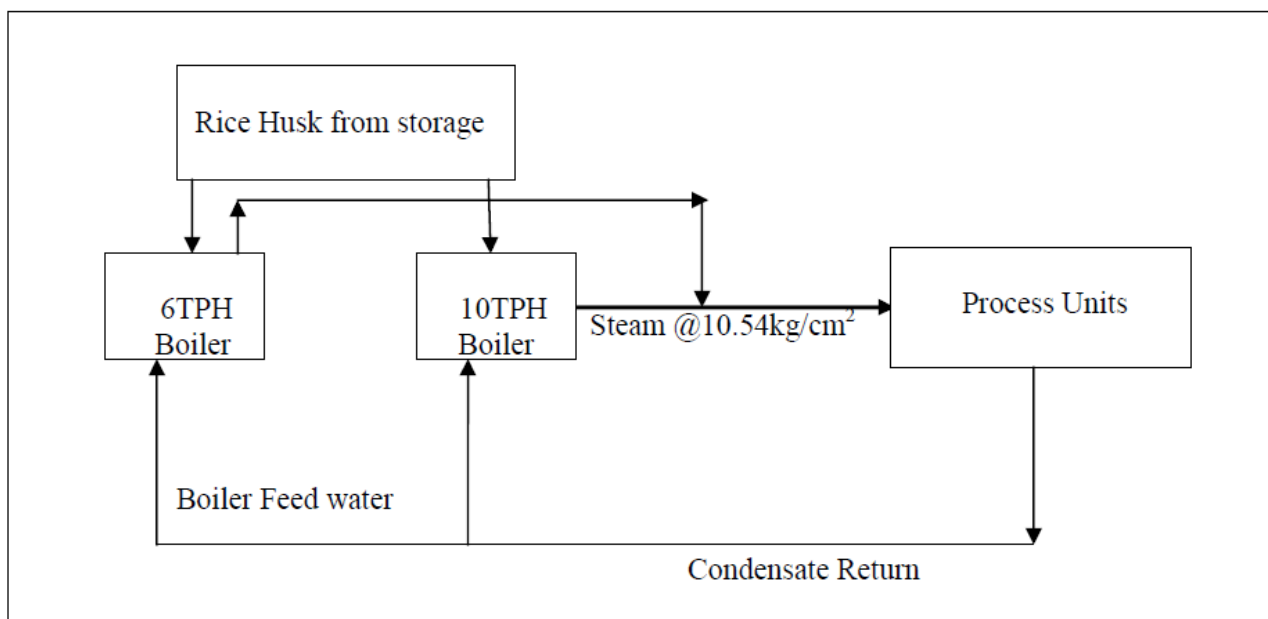 Rice Husk from storage
6TPH
Boiler
10TPH
Boiler
Steam @10.54kg/cm²
Process Units
Boiler Feed water
Condensate Return